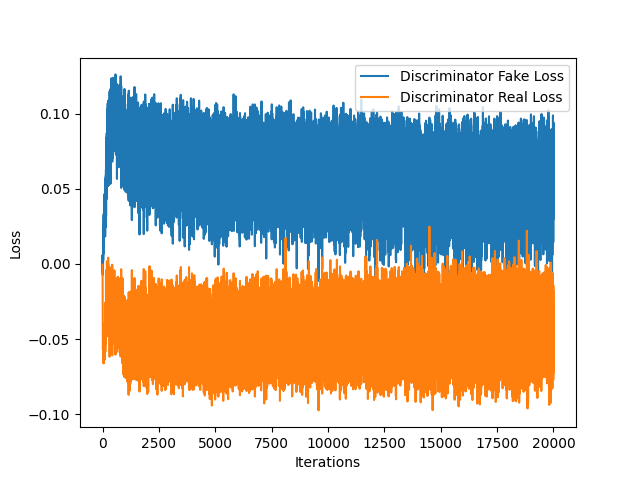 Discriminator Fake Loss
Discriminator Real Loss
0.10
0.05
0.00
−0.05
−0.10
Loss
0 2500 5000 7500 10000 12500 15000 17500 20000
Iterations